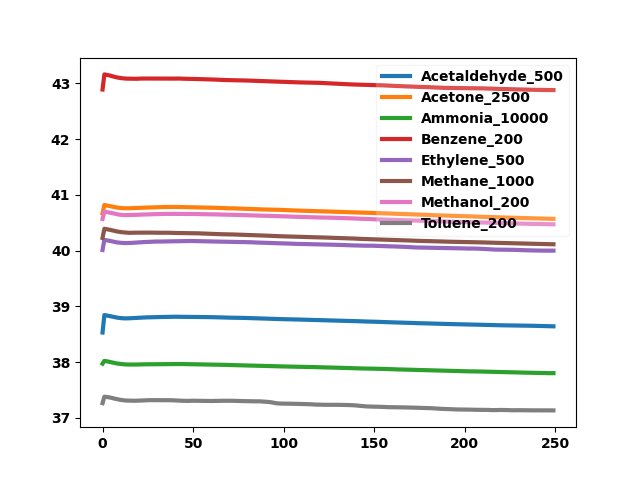 43
42
41
40
39
38
37
0 50 100 150 200 250
Acetaldehyde_500
Acetone_2500
Ammonia_10000
Benzene_200
Ethylene_500
Methane_1000
Methanol_200
Toluene_200